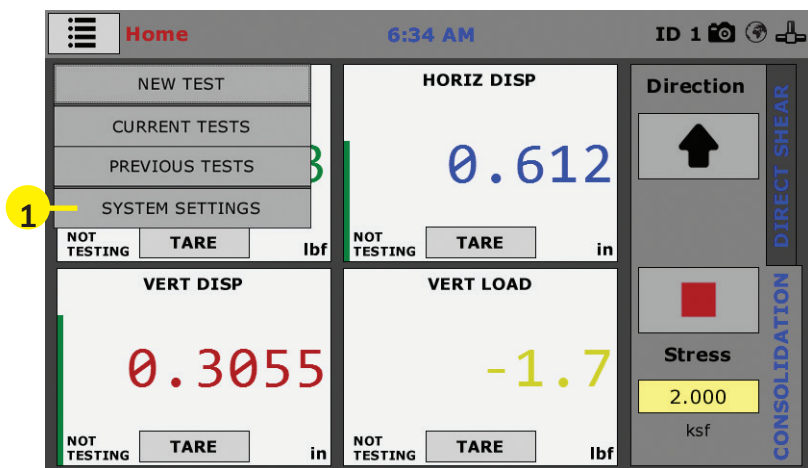 Home
6:34 AM
ID 1
NEW TEST
CURRENT TESTS
PREVIOUS TESTS
SYSTEM SETTINGS
1
NOT
TESTING
TARE
lbf
HORIZ DISP
0.612
NOT
TESTING
TARE
in
VERT DISP
0.3055
NOT
TESTING
TARE
in
VERT LOAD
-1.7
NOT
TESTING
TARE
lbf
Direction
Stress
2.000
ksf
DIRECT SHEAR
CONSOLIDATION